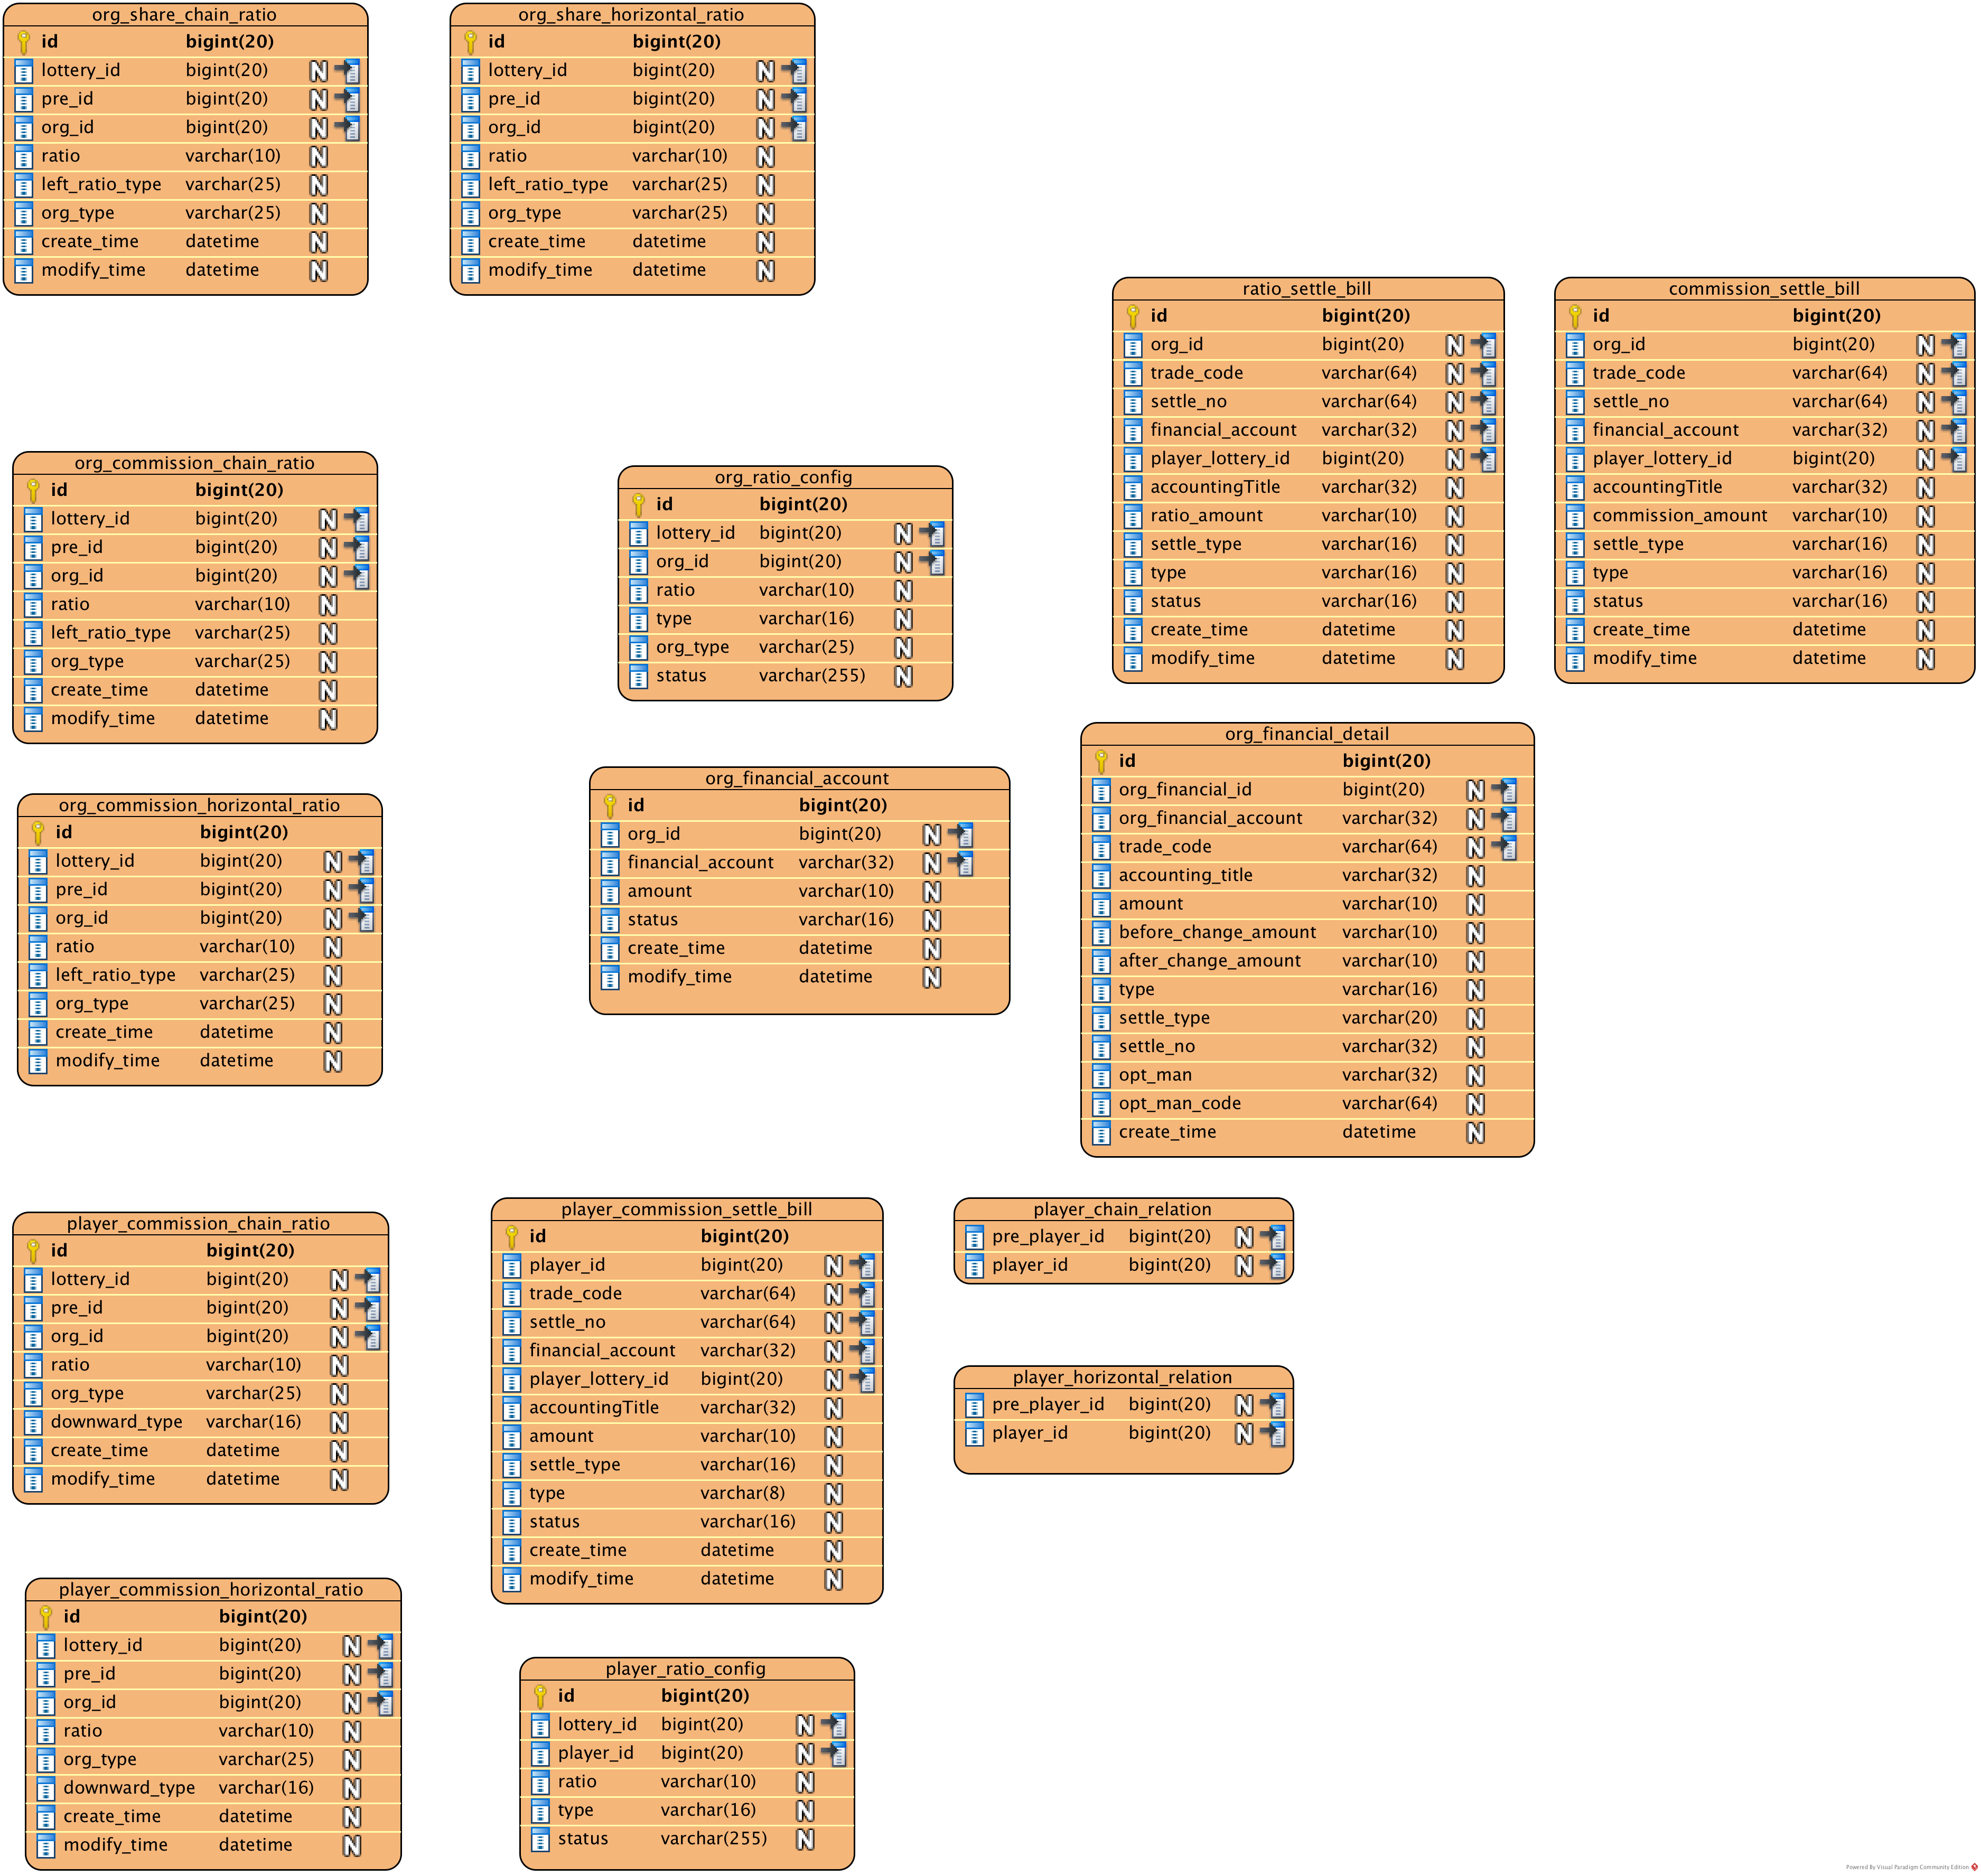 org_share_chain_ratio
id bigint(20)
lottery_id bigint(20) N
pre_id bigint(20) N
org_id bigint(20) N
ratio varchar(10) N
left_ratio_type varchar(25) N
org_type varchar(25) N
create_time datetime N
modify_time datetime N
org_share_horizontal_ratio
id bigint(20)
lottery_id bigint(20) N
pre_id bigint(20) N
org_id bigint(20) N
ratio varchar(10) N
left_ratio_type varchar(25) N
org_type varchar(25) N
create_time datetime N
modify_time datetime N
ratio_settle_bill
id bigint(20)
org_id bigint(20) N
trade_code varchar(64) N
settle_no varchar(64) N
financial_account varchar(32) N
player_lottery_id bigint(20) N
accountingTitle varchar(32) N
ratio_amount varchar(10) N
settle_type varchar(16) N
type varchar(16) N
status varchar(16) N
create_time datetime N
modify_time datetime N
commission_settle_bill
id bigint(20)
org_id bigint(20) N
trade_code varchar(64) N
settle_no varchar(64) N
financial_account varchar(32) N
player_lottery_id bigint(20) N
accountingTitle varchar(32) N
commission_amount varchar(10) N
settle_type varchar(16) N
type varchar(16) N
status varchar(16) N
create_time datetime N
modify_time datetime N
org_commission_chain_ratio
id bigint(20)
lottery_id bigint(20) N
pre_id bigint(20) N
org_id bigint(20) N
ratio varchar(10) N
left_ratio_type varchar(25) N
org_type varchar(25) N
create_time datetime N
modify_time datetime N
org_ratio_config
id bigint(20)
lottery_id bigint(20) N
org_id bigint(20) N
ratio varchar(10) N
type varchar(16) N
org_type varchar(25) N
status varchar(255) N
org_financial_detail
id bigint(20)
org_financial_id bigint(20) N
org_financial_account varchar(32) N
trade_code varchar(64) N
accounting_title varchar(32) N
amount varchar(10) N
before_change_amount varchar(10) N
after_change_amount varchar(10) N
type varchar(16) N
settle_type varchar(20) N
settle_no varchar(32) N
opt_man varchar(32) N
opt_man_code varchar(64) N
create_time datetime N
org_financial_account
id bigint(20)
org_id bigint(20) N
financial_account varchar(32) N
amount varchar(10) N
status varchar(16) N
create_time datetime N
modify_time datetime N
org_commission_horizontal_ratio
id bigint(20)
lottery_id bigint(20) N
pre_id bigint(20) N
org_id bigint(20) N
ratio varchar(10) N
left_ratio_type varchar(25) N
org_type varchar(25) N
create_time datetime N
modify_time datetime N
player_commission_chain_ratio
id bigint(20)
lottery_id bigint(20) N
pre_id bigint(20) N
org_id bigint(20) N
ratio varchar(10) N
org_type varchar(25) N
downward_type varchar(16) N
create_time datetime N
modify_time datetime N
player_commission_settle_bill
id bigint(20)
player_id bigint(20) N
trade_code varchar(64) N
settle_no varchar(64) N
financial_account varchar(32) N
player_lottery_id bigint(20) N
accountingTitle varchar(32) N
amount varchar(10) N
settle_type varchar(16) N
type varchar(8) N
status varchar(16) N
create_time datetime N
modify_time datetime N
player_chain_relation
pre_player_id bigint(20) N
player_id bigint(20) N
player_horizontal_relation
pre_player_id bigint(20) N
player_id bigint(20) N
player_commission_horizontal_ratio
id bigint(20)
lottery_id bigint(20) N
pre_id bigint(20) N
org_id bigint(20) N
ratio varchar(10) N
org_type varchar(25) N
downward_type varchar(16) N
create_time datetime N
modify_time datetime N
player_ratio_config
id bigint(20)
lottery_id bigint(20) N
player_id bigint(20) N
ratio varchar(10) N
type varchar(16) N
status varchar(255) N
Powered By Visual Paradigm Community Edition